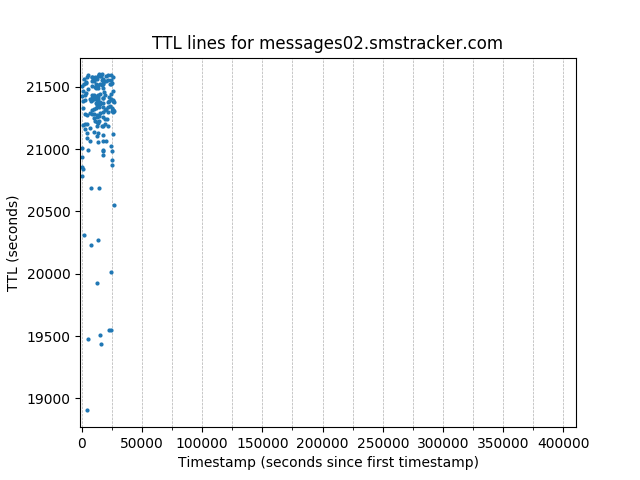 TTL lines for messages02.smstracker.com
TTL (seconds)
21500
21000
20500
20000
19500
19000
0 50000 100000 150000 200000 250000 300000 350000 400000
Timestamp (seconds since first timestamp)